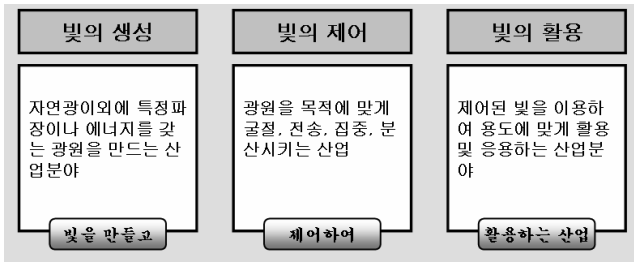 빛의 생성
자연광이외에 특정파
장이나 에너지를 갖
는 광원을 만드는 산
업분야
빛을 만들고
빛의 제어
광원을 목적에 맞게
굴절, 전송, 집중, 분
산시키는 산업
제어하여
빛의 활용
제어된 빛을 이용하
여 용도에 맞게 활용
및 응용하는 산업분
야
활용하는 산업